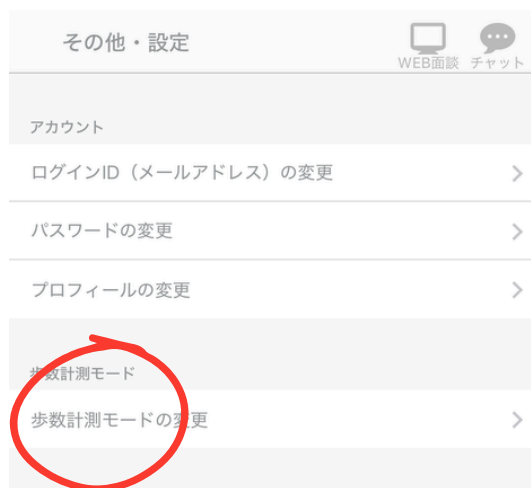 その他・設定
WEB面談 チャット
アカウント
ログインID（メールアドレス）の変更
パスワードの変更
プロフィールの変更
歩数計測モード
歩数計測モードの変更